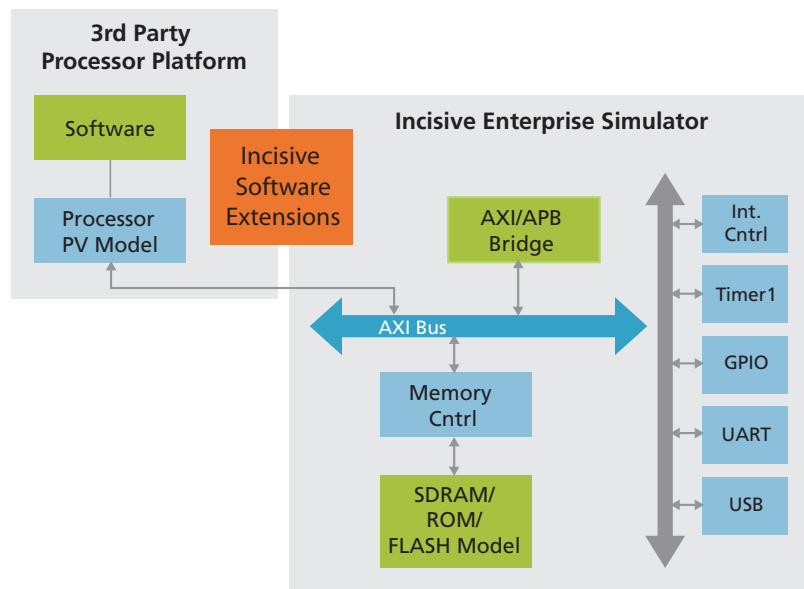 3rd Party
Processor Platform
Software
Processor
PV Model
Incisive
Software
Extensions
Incisive Enterprise Simulator
AXI/APB
Bridge
AXI Bus
Memory
Cntrl
SDRAM/
ROM/
FLASH Model
Int.
Cntrl
Timer1
GPIO
UART
USB